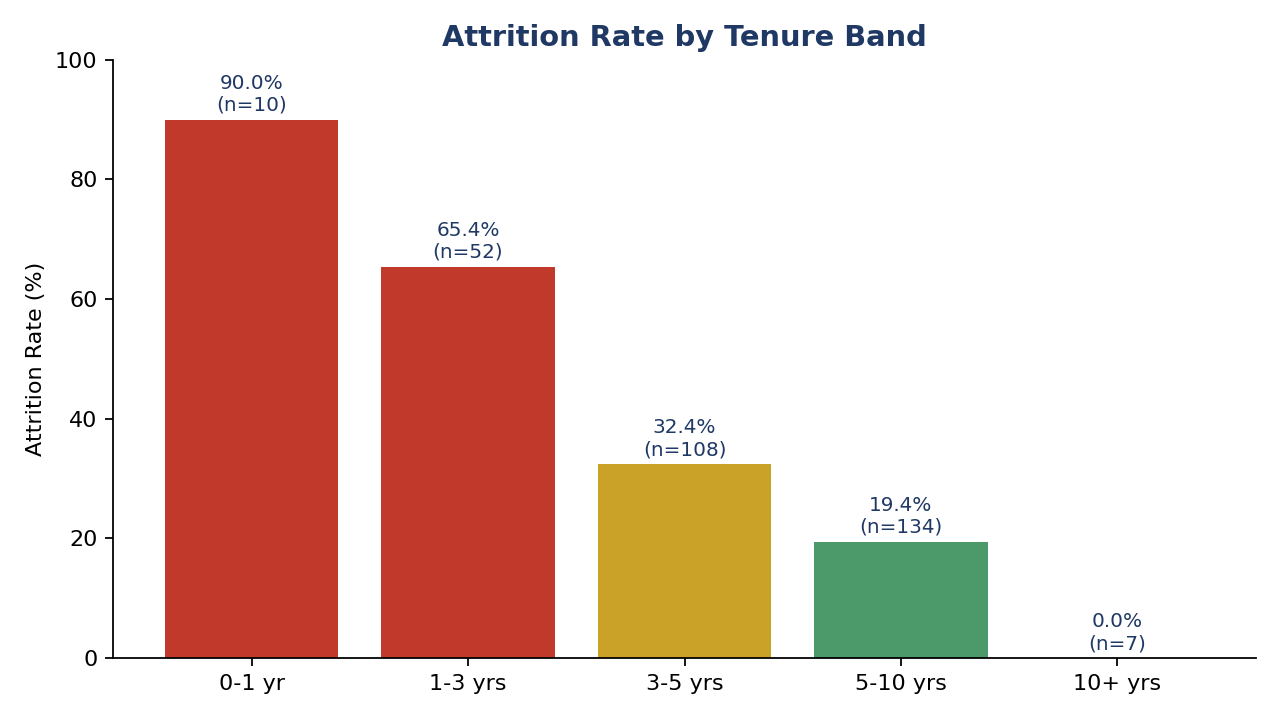 Attrition Rate by Tenure Band
Attrition Rate (%)
100
80
60
40
20
0
90.0%
(n=10)
65.4%
(n=52)
32.4%
(n=108)
19.4%
(n=134)
0.0%
(n=7)
0-1 yr
1-3 yrs
3-5 yrs
5-10 yrs
10+ yrs